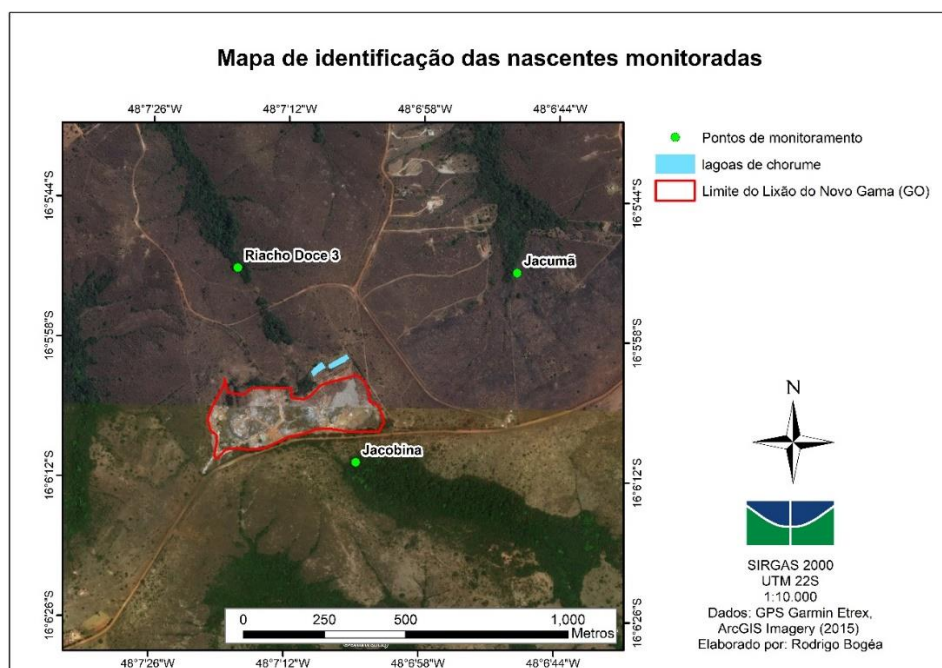 Mapa de identificação das nascentes monitoradas
48°7'26"W 48°7'12"W 48°6'58"W 48°6'44"W
Pontos de monitoramento
lagoas de chorume
Limite do Lixão do Novo Gama (GO)
16°5'44"S 16°5'44"S
Riacho Doce 3
Jacumã
16°5'58"S 16°5'58"S
Jacobina
16°6'12"S 16°6'12"S
N
16°6'26"S 16°6'26"S
0 250 500 1,000
Metros
48°7'26"W 48°7'12"W 48°6'58"W 48°6'44"W
SIRGAS 2000
UTM 22S
1:10.000
Dados: GPS Garmin Etrex,
ArcGIS Imagery (2015)
Elaborado por: Rodrigo Bogéa